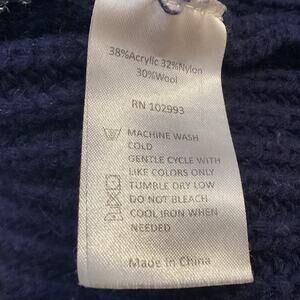 38%Acrylic 32%Nylon
30%Wool
RN 102993
MACHINE WASH
COLD
GENTLE CYCLE WITH
LIKE COLORS ONLY
TUMBLE DRY LOW
DO NOT BLEACH
COOL IRON WHEN
NEEDED
Made in China